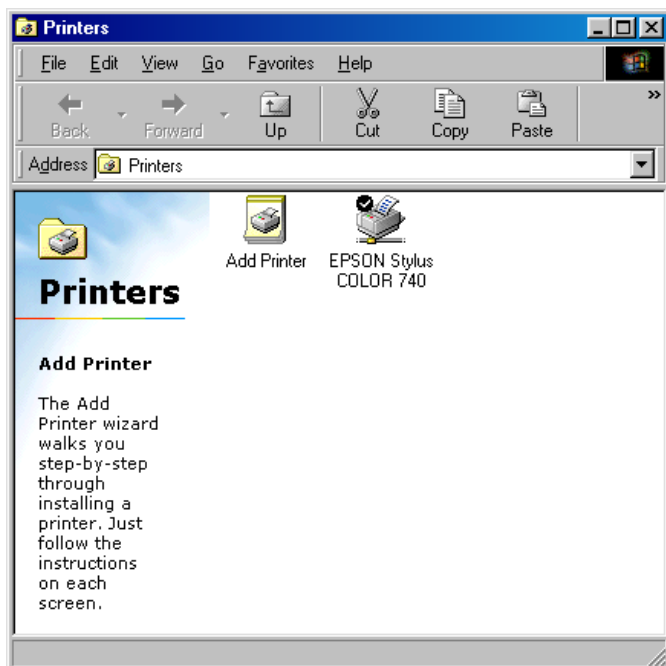 Printers
File Edit View Go Favorites Help
Back Forward Up Cut Copy Paste »
Address Printers
Add Printer
EPSON Stylus
COLOR 740
Printers
Add Printer
The Add
Printer wizard
walks you
step-by-step
through
installing a
printer. Just
follow the
instructions
on each
screen.